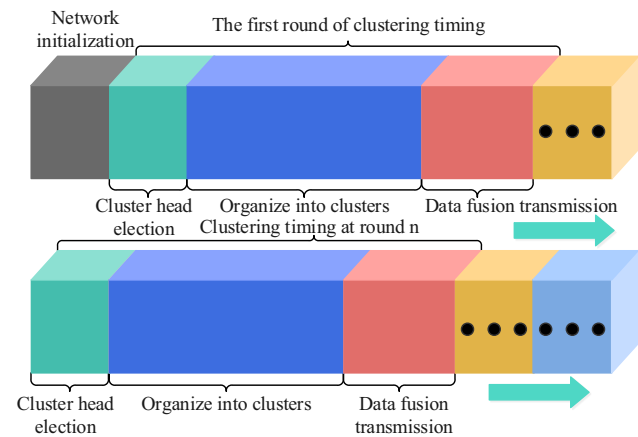 Network
initialization
The first round of clustering timing
Cluster head
election
Organize into clusters
Data fusion transmission
Clustering timing at round n
Cluster head
election
Organize into clusters
Data fusion
transmission